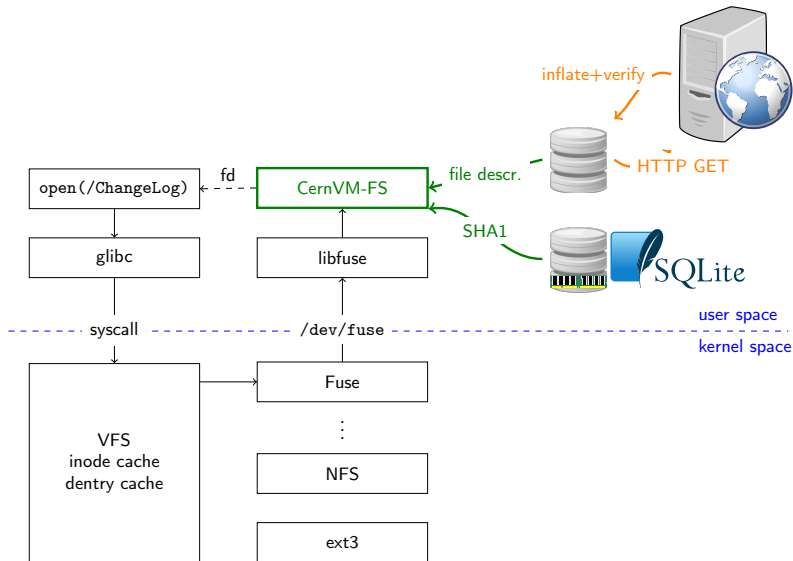 inflate+verify
HTTP GET
open(/ChangeLog)
fd
CernVM-FS
file descr.
SHA1
glibc
libfuse
SQLite
syscall
/dev/fuse
user space
kernel space
Fuse
⋮
VFS
inode cache
dentry cache
NFS
ext3